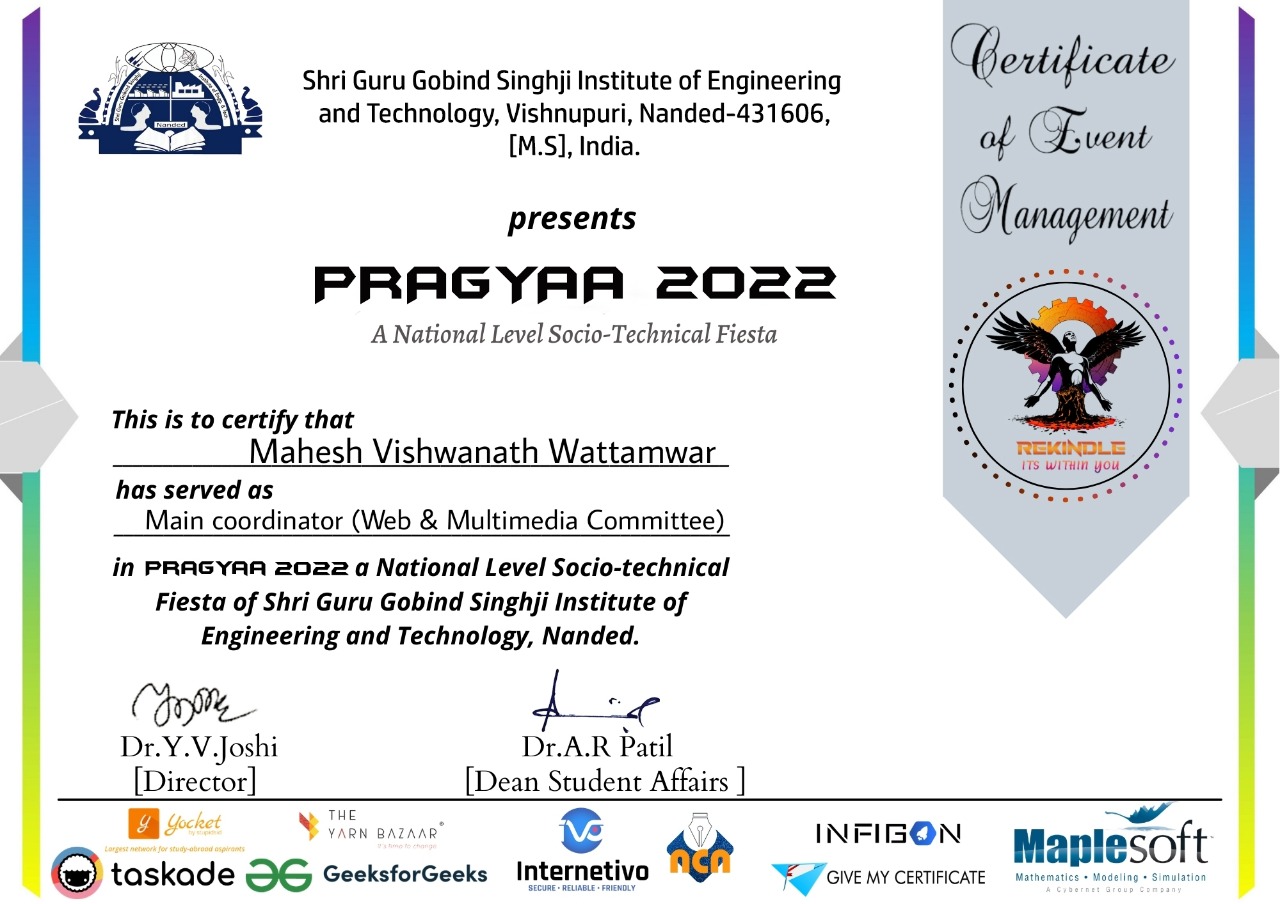 Shri Guru Gobind Singhji Institute of Engineering
and Technology, Vishnupuri, Nanded-431606,
[M.S], India.
presents
PRAGYAA 2022
A National Level Socio-Technical Fiesta
Certificate
of Event
Management
REKINDLE
ITS WITHIN YOU
Nanded
This is to certify that
Mahesh Vishwanath Wattamwar
has served as
Main coordinator (Web & Multimedia Committee)
in PRAGYAA 2022 a National Level Socio-technical
Fiesta of Shri Guru Gobind Singhji Institute of
Engineering and Technology, Nanded.
Dr.Y.V.Joshi
[Director]
Dr.A.R Patil
[Dean Student Affairs ]
y Yocket
by stupidsid
Largest network for study-abroad aspirants
THE
YARN BAZAAR®
It's time to change
taskade
GeeksforGeeks
Internetivo
SECURE • RELIABLE • FRIENDLY
ncn
INFIGON
GIVE MY CERTIFICATE
Maplesoft
Mathematics • Modeling • Simulation
A Cybernet Group Company